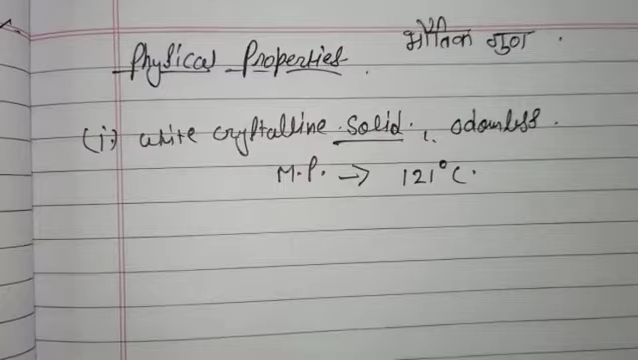 Physical Properties. भौतिक गुण .
(i) white crystalline solid., odourless.
M.P. → 121°C.